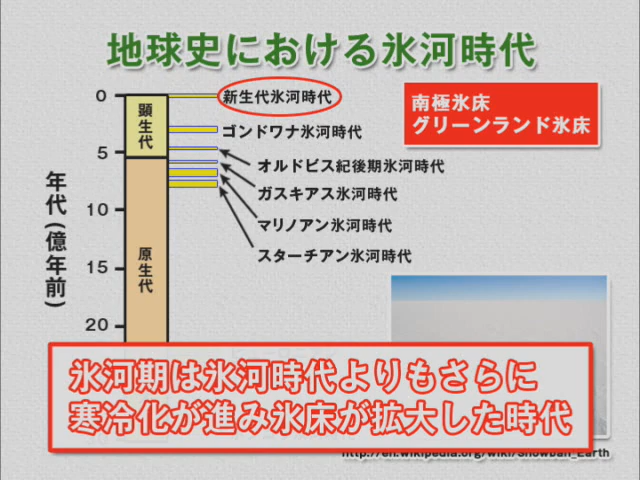 地球史における氷河時代
0
5
10
15
20
年代(億年前)
顕生代
原生代
新生代氷河時代
ゴンドワナ氷河時代
オルドビス紀後期氷河時代
ガスキアス氷河時代
マリノアン氷河時代
スターチアン氷河時代
南極氷床
グリーンランド氷床
氷河期は氷河時代よりもさらに
寒冷化が進み氷床が拡大した時代
http://en.wikipedia.org/wiki/Snowball_Earth